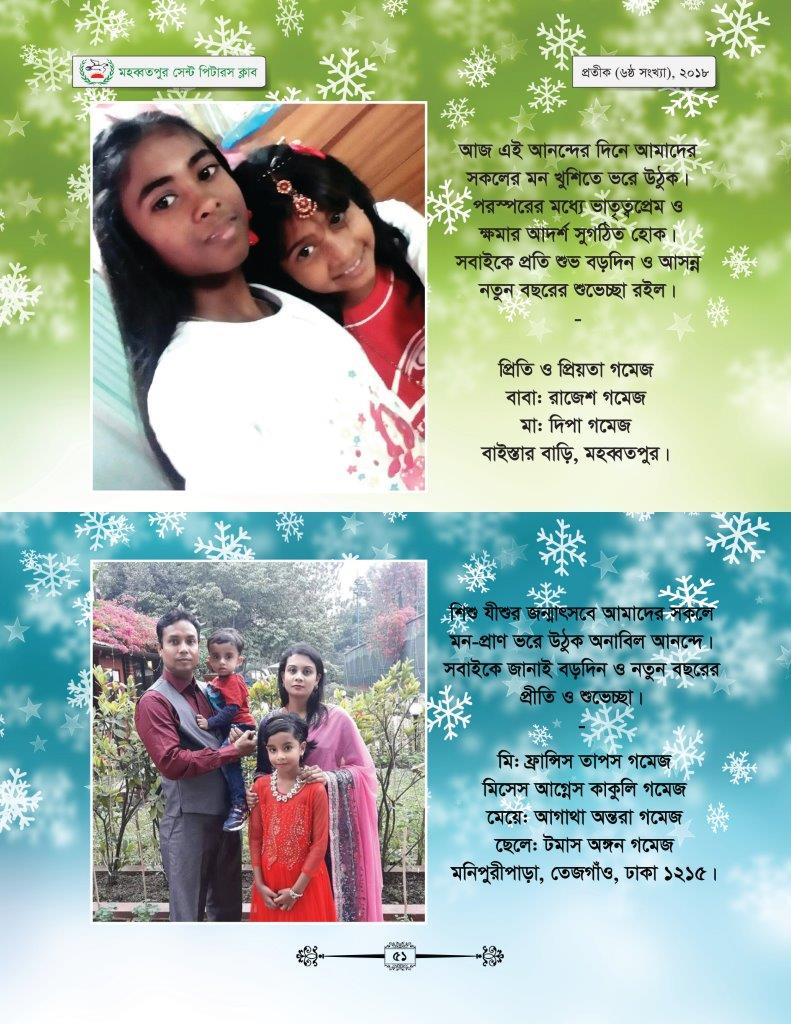 মহব্বতপুর সেন্ট পিটারস ক্লাব
প্রতীক (৬ষ্ঠ সংখ্যা), ২০১৮
আজ এই আনন্দের দিনে আমাদের
সকলের মন খুশিতে ভরে উঠুক।
পরস্পরের মধ্যে ভাতৃত্বপ্রেম ও
ক্ষমার আদর্শ সুগঠিত হোক।
সবাইকে প্রতি শুভ বড়দিন ও আসন্ন
নতুন বছরের শুভেচ্ছা রইল।
-
প্রিতি ও প্রিয়তা গমেজ
বাবা: রাজেশ গমেজ
মা: দিপা গমেজ
বাইস্তার বাড়ি, মহব্বতপুর।
শিশু যীশুর জন্মাৎসবে আমাদের সকলে
মন-প্রাণ ভরে উঠুক অনাবিল আনন্দে।
সবাইকে জানাই বড়দিন ও নতুন বছরের
প্রীতি ও শুভেচ্ছা।
-
মি: ফ্রান্সিস তাপস গমেজ
মিসেস আগ্নেস কাকুলি গমেজ
মেয়ে: আগাথা অন্তরা গমেজ
ছেলে: টমাস অঙ্গন গমেজ
মনিপুরীপাড়া, তেজগাঁও, ঢাকা ১২১৫।
৫১